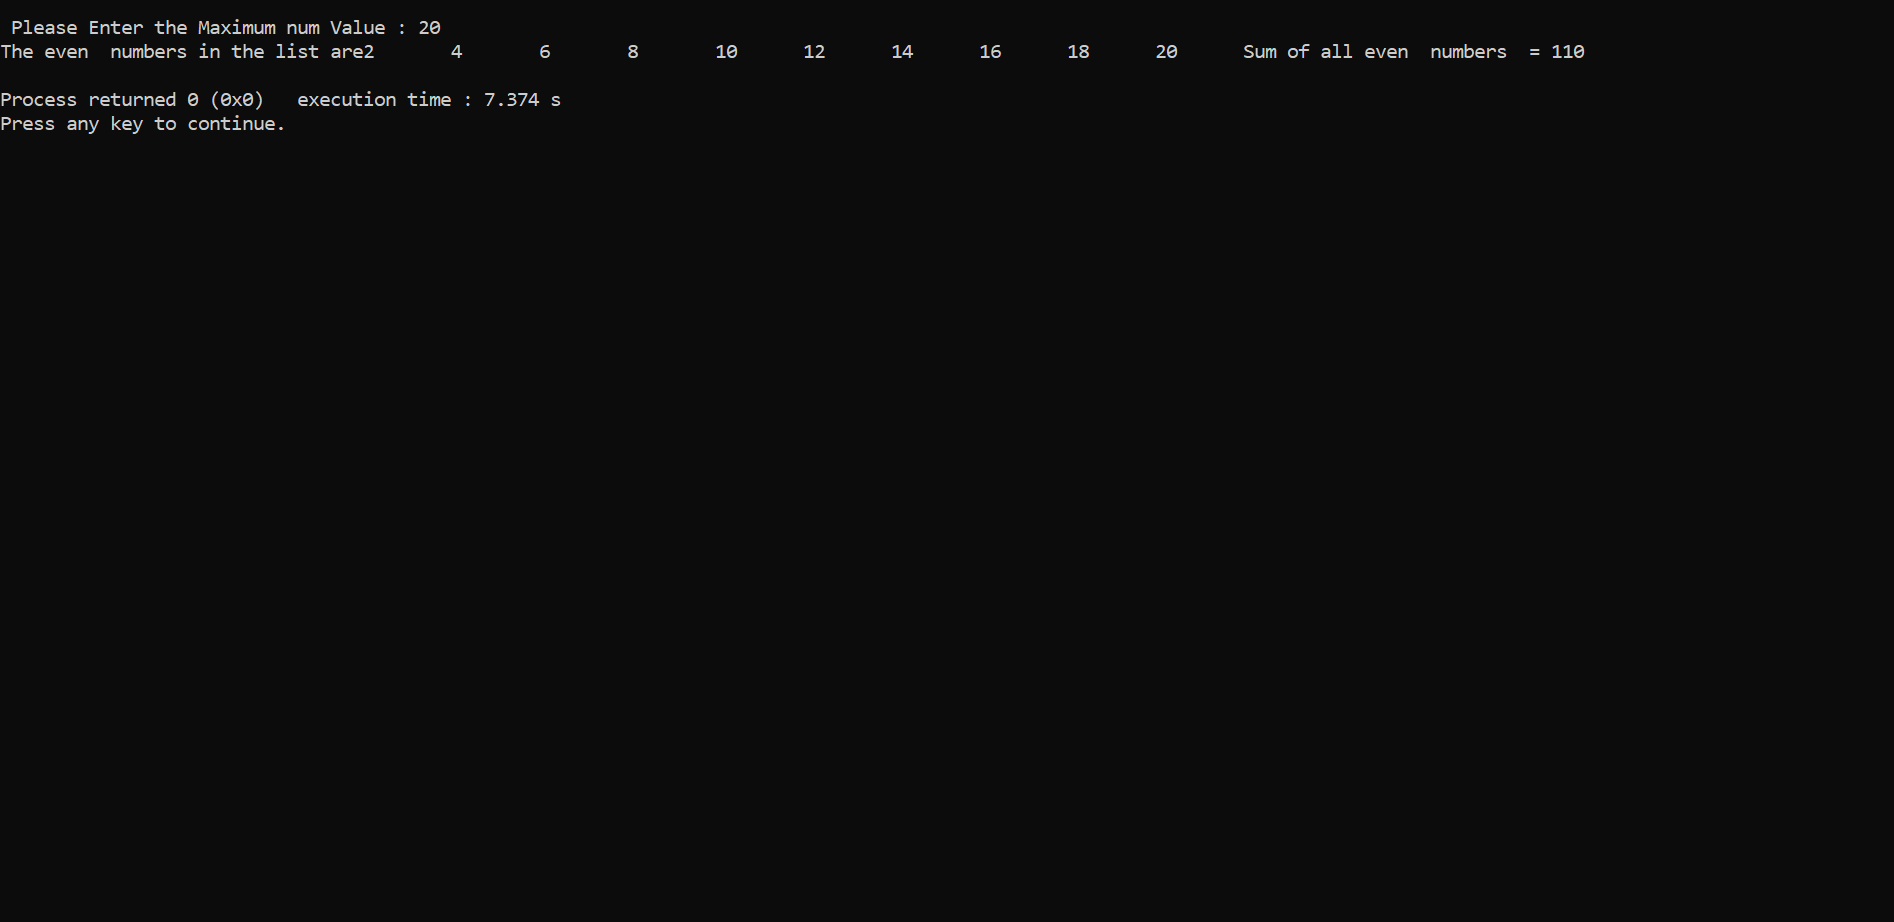 Please Enter the Maximum num Value : 20
The even  numbers in the list are2       4       6       8       10      12      14      16      18      20      Sum of all even  numbers  = 110
Process returned 0 (0x0)   execution time : 7.374 s
Press any key to continue.